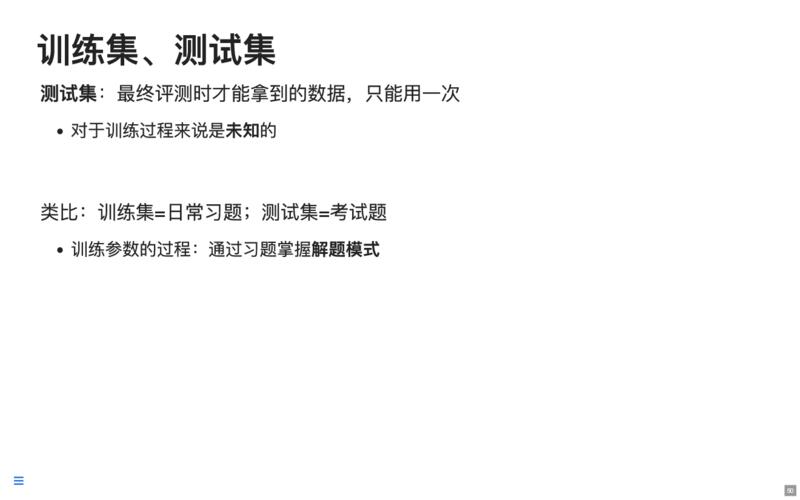 训练集、测试集
测试集：最终评测时才能拿到的数据，只能用一次
• 对于训练过程来说是未知的
类比：训练集=日常习题；测试集=考试题
• 训练参数的过程：通过习题掌握解题模式
50